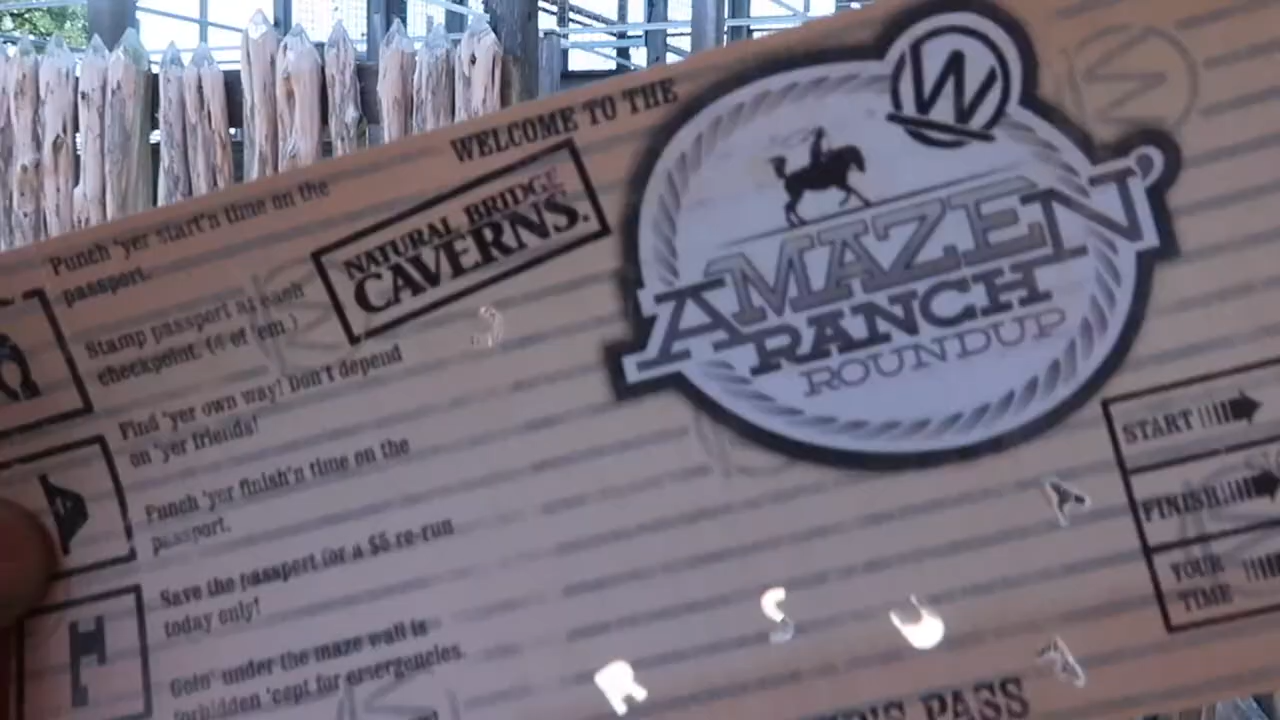 WELCOME TO THE
NATURAL BRIDGE
CAVERNS.
W
AMAZEN'
RANCH
ROUNDUP
Punch 'yer start'n time on the
passport.
Stamp passport at each
checkpoint. (4 of 'em.)
Find 'yer own way! Don't depend
on 'yer friends!
Punch 'yer finish'n time on the
passport.
Save the passport for a $5 re-run
today only!
Goin' under the maze wall is
forbidden 'cept for emergencies.
H
START
FINISH
YOUR
TIME
A
S
U
R
A
PASS